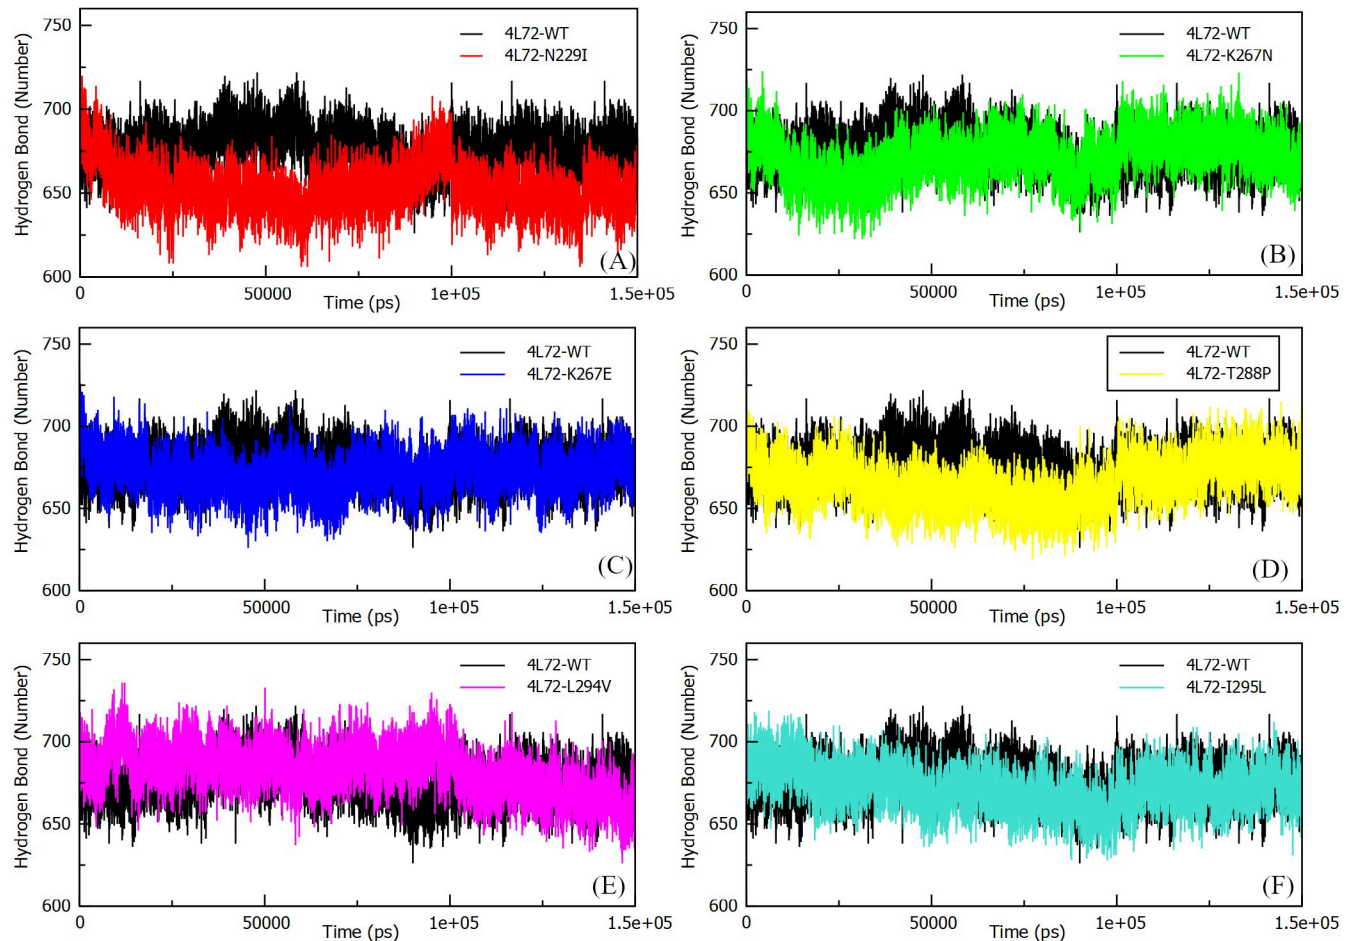 Hydrogen Bond (Number)
750
700
650
600
4L72-WT
4L72-N229I
(A)
0
50000
1e+05
1.5e+05
Time (ps)
Hydrogen Bond (Number)
750
700
650
600
4L72-WT
4L72-K267N
(B)
0
50000
1e+05
1.5e+05
Time (ps)
Hydrogen Bond (Number)
750
700
650
600
4L72-WT
4L72-K267E
(C)
0
50000
1e+05
1.5e+05
Time (ps)
Hydrogen Bond (Number)
750
700
650
600
4L72-WT
4L72-T288P
(D)
0
50000
1e+05
1.5e+05
Time (ps)
Hydrogen Bond (Number)
750
700
650
600
4L72-WT
4L72-L294V
(E)
0
50000
1e+05
1.5e+05
Time (ps)
Hydrogen Bond (Number)
750
700
650
600
4L72-WT
4L72-I295L
(F)
0
50000
1e+05
1.5e+05
Time (ps)